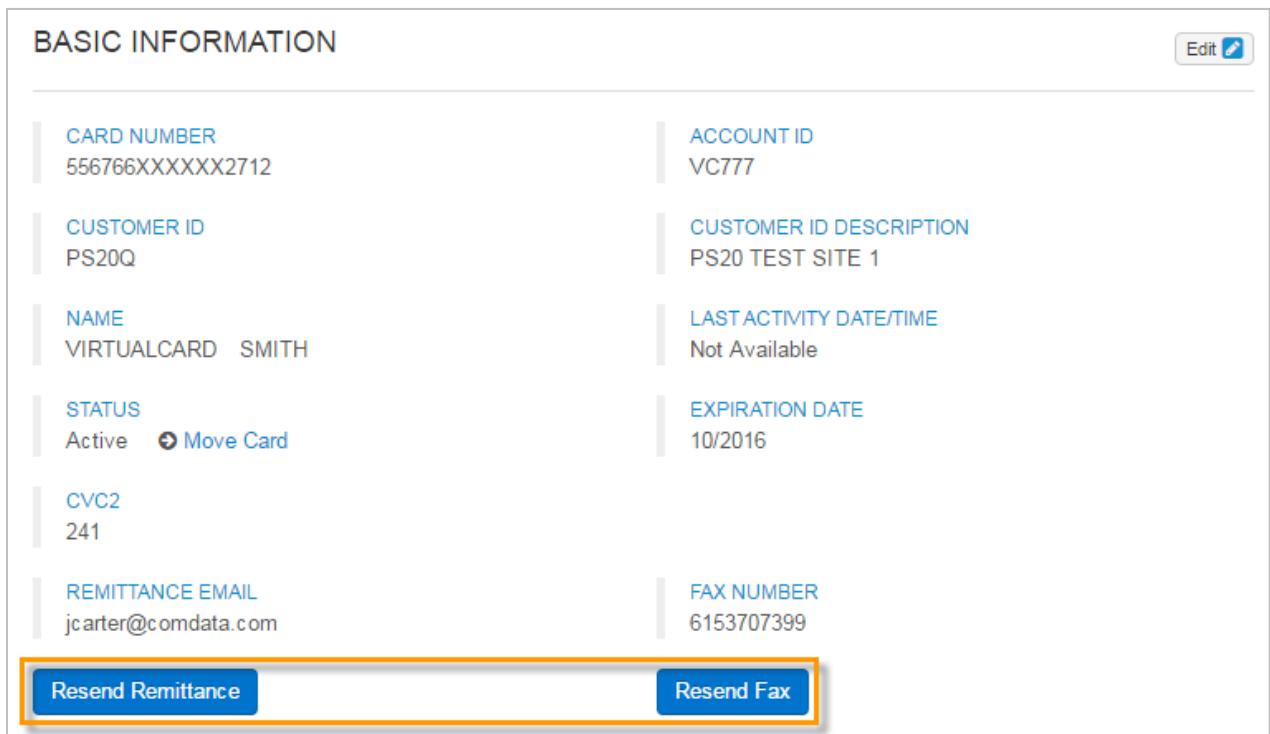 BASIC INFORMATION
Edit
CARD NUMBER
556766XXXXXX2712
ACCOUNT ID
VC777
CUSTOMER ID
PS20Q
CUSTOMER ID DESCRIPTION
PS20 TEST SITE 1
NAME
VIRTUALCARD SMITH
LAST ACTIVITY DATE/TIME
Not Available
STATUS
Active Move Card
EXPIRATION DATE
10/2016
CVC2
241
REMITTANCE EMAIL
jcarter@comdata.com
FAX NUMBER
6153707399
Resend Remittance
Resend Fax